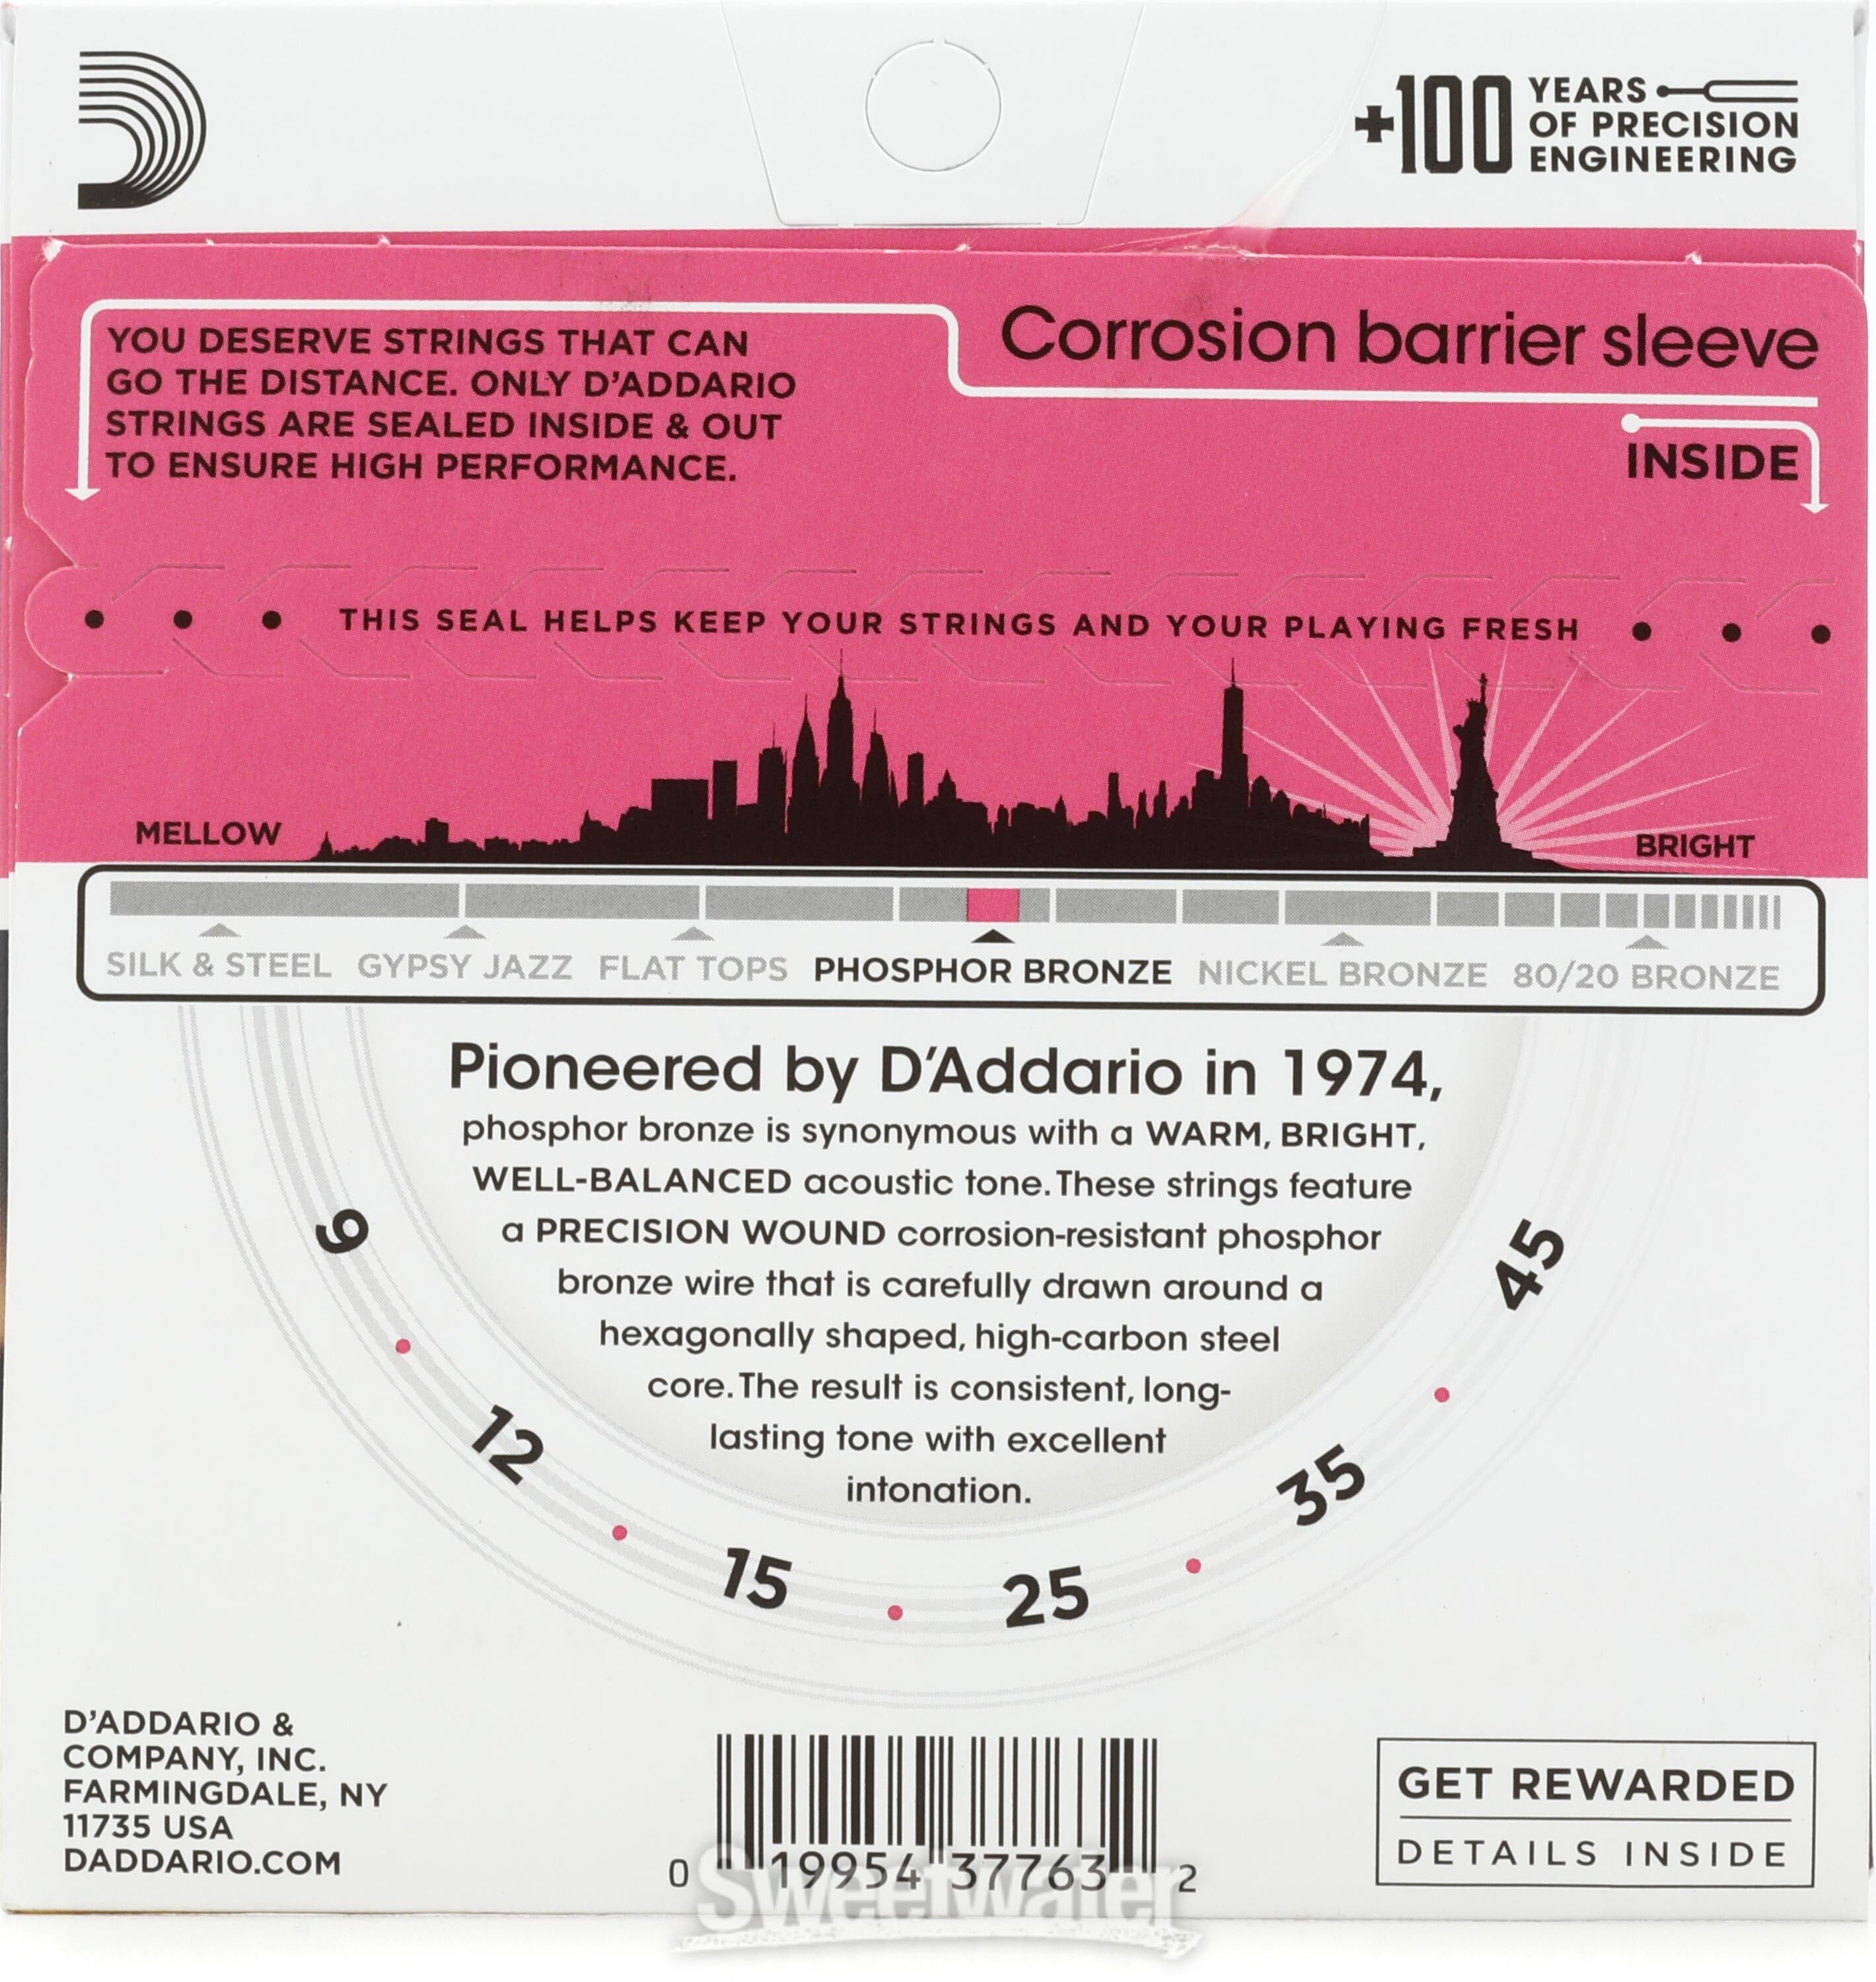 +100 YEARS
OF PRECISION
ENGINEERING
YOU DESERVE STRINGS THAT CAN
GO THE DISTANCE. ONLY D'ADDARIO
STRINGS ARE SEALED INSIDE & OUT
TO ENSURE HIGH PERFORMANCE.
Corrosion barrier sleeve
INSIDE
THIS SEAL HELPS KEEP YOUR STRINGS AND YOUR PLAYING FRESH
MELLOW
BRIGHT
SILK & STEEL GYPSY JAZZ FLAT TOPS PHOSPHOR BRONZE NICKEL BRONZE 80/20 BRONZE
Pioneered by D'Addario in 1974,
phosphor bronze is synonymous with a WARM, BRIGHT,
WELL-BALANCED acoustic tone. These strings feature
a PRECISION WOUND corrosion-resistant phosphor
bronze wire that is carefully drawn around a
hexagonally shaped, high-carbon steel
core. The result is consistent, long-
lasting tone with excellent
intonation.
9
12
15
25
35
45
D'ADDARIO &
COMPANY, INC.
FARMINGDALE, NY
11735 USA
DADDARIO.COM
0 19954 37763 2
Sweetwater
GET REWARDED
DETAILS INSIDE